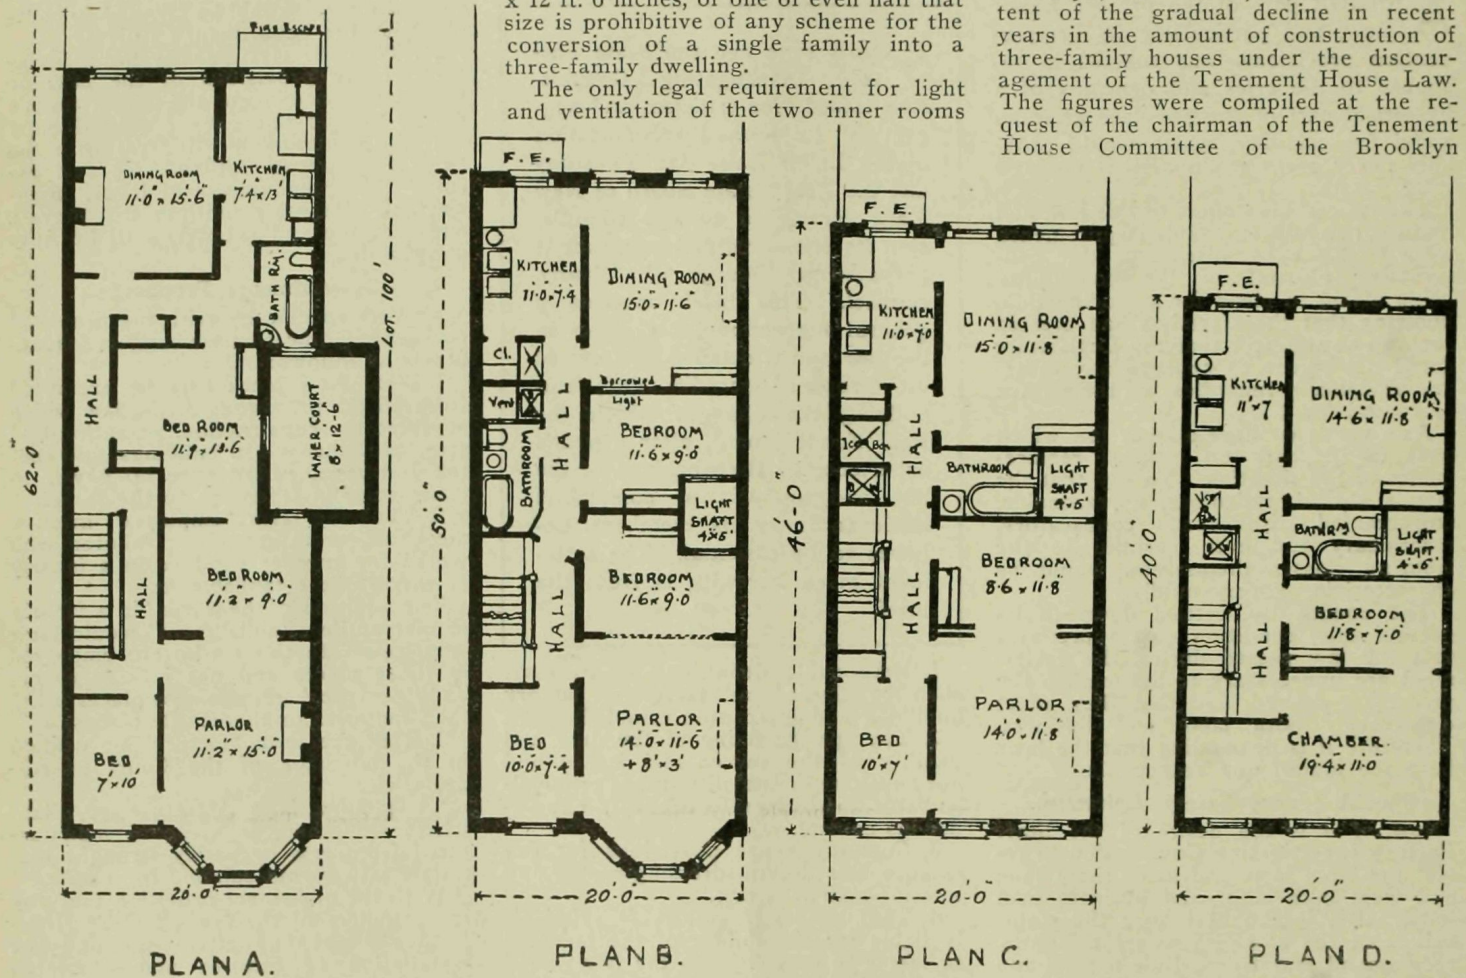 x 12 ft. 6 inches, or one of even half that
size is prohibitive of any scheme for the
conversion of a single family into a
three-family dwelling.
The only legal requirement for light
and ventilation of the two inner rooms
tent of the gradual decline in recent
years in the amount of construction of
three-family houses under the discour-
agement of the Tenement House Law.
The figures were compiled at the re-
quest of the chairman of the Tenement
House Committee of the Brooklyn
FIRE ESCAPE
DINING ROOM
11'·0" × 15'·6"
KITCHEN
7'·4 × 13'
BATH RM.
LOT. 100'
62'-0"
HALL
BED ROOM
INNER COURT
8' × 12'-6
HALL
BEDROOM
11'·2" × 9'·0"
PARLOR
11'·2" × 15'·0"
BED
7' × 10'
20'·0"
PLAN A.
F. E.
KITCHEN
11'·0 × 7'·4
DINING ROOM
15'·0 × 11'·6"
Cl.
Borrowed
Light
Vent
HALL
BEDROOM
11'·6" × 9'·0"
BATHROOM
LIGHT
SHAFT
50'·0"
BEDROOM
11'·6" × 9'·0
HALL
PARLOR
14'·0 × 11'-6
+ 8' × 3'
BED
10'·0 × 7'·4
20'·0"
PLAN B.
F. E.
KITCHEN
11'·0 × 7'·0
DINING ROOM
15'·0 × 11'·8
Ice Box
HALL
BATHROOM
LIGHT
SHAFT
46'-0"
BEDROOM
8'·6" × 11'·8"
HALL
PARLOR
14'·0 × 11'·8
BED
10' × 7'
20'·0"
PLAN C.
F. E.
KITCHEN
11' × 7
DINING ROOM
14'·6 × 11'·8
HALL
BATHRM
LIGHT
SHAFT
40'·0"
BEDROOM
11'·8 × 7'·0
HALL
CHAMBER.
19'·4 × 11'·0
20'·0"
PLAN D.